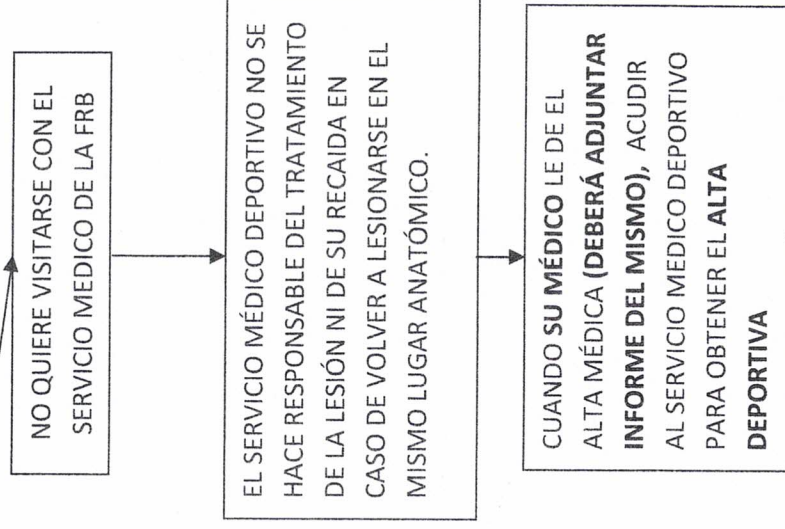 NO QUIERE VISITARSE CON EL
SERVICIO MEDICO DE LA FRB
EL SERVICIO MÉDICO DEPORTIVO NO SE
HACE RESPONSABLE DEL TRATAMIENTO
DE LA LESIÓN NI DE SU RECAIDA EN
CASO DE VOLVER A LESIONARSE EN EL
MISMO LUGAR ANATÓMICO.
CUANDO SU MÉDICO LE DE EL
ALTA MÉDICA (DEBERÁ ADJUNTAR
INFORME DEL MISMO), ACUDIR
AL SERVICIO MEDICO DEPORTIVO
PARA OBTENER EL ALTA
DEPORTIVA